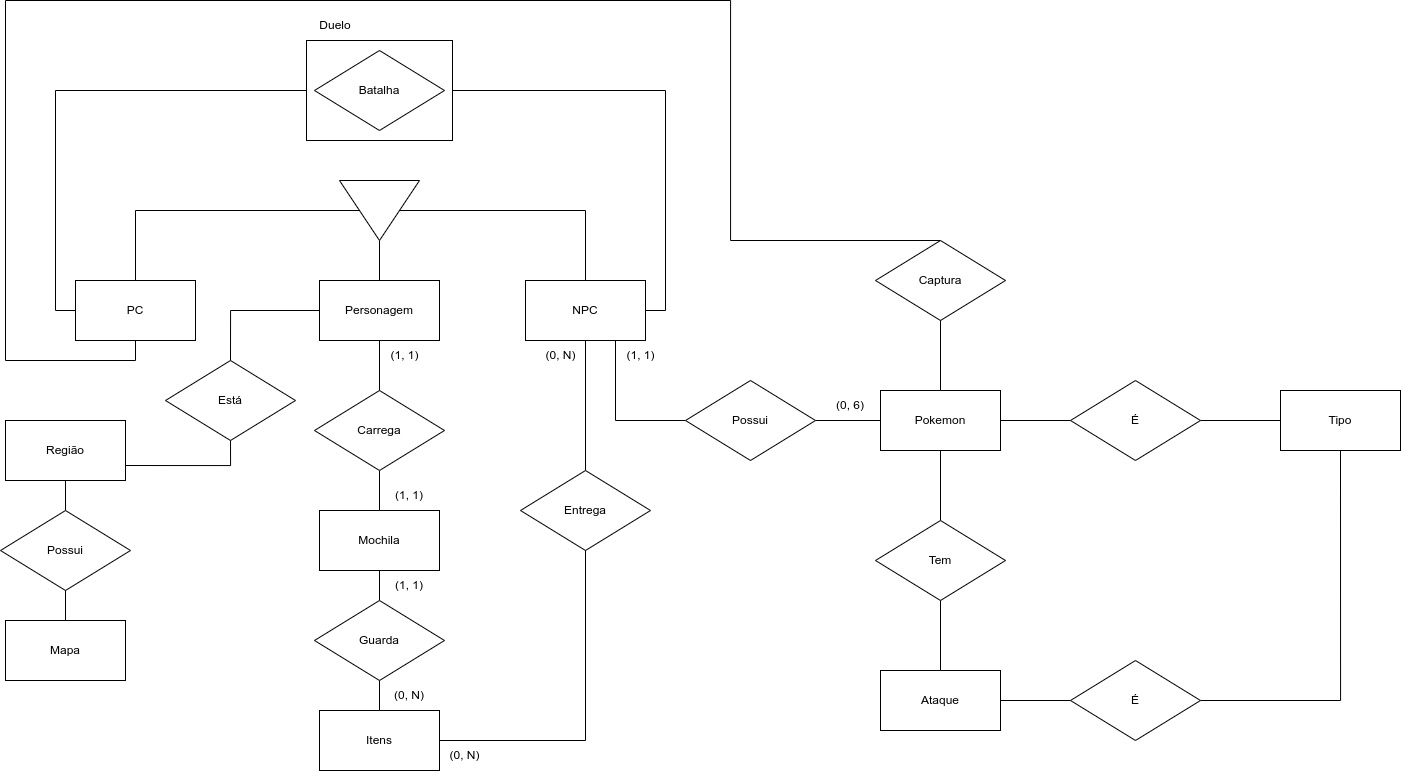 Duelo
Batalha
PC
Personagem
NPC
Captura
(1, 1)
(0, N)
(1, 1)
Está
Carrega
Possui
(0, 6)
Pokemon
É
Tipo
Região
(1, 1)
Entrega
Mochila
Possui
Tem
(1, 1)
Guarda
Mapa
(0, N)
Ataque
É
Itens
(0, N)